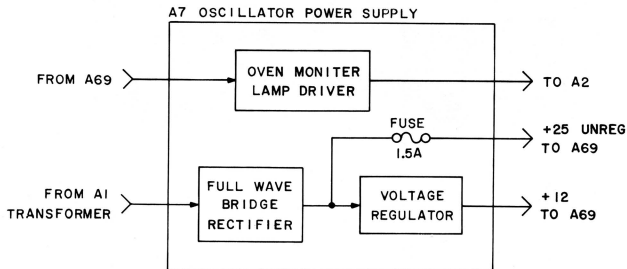 A7 OSCILLATOR POWER SUPPLY
FROM A69
OVEN MONITER
LAMP DRIVER
TO A2
FUSE
1.5A
+25 UNREG
TO A69
FROM A1
TRANSFORMER
FULL WAVE
BRIDGE
RECTIFIER
VOLTAGE
REGULATOR
+12
TO A69